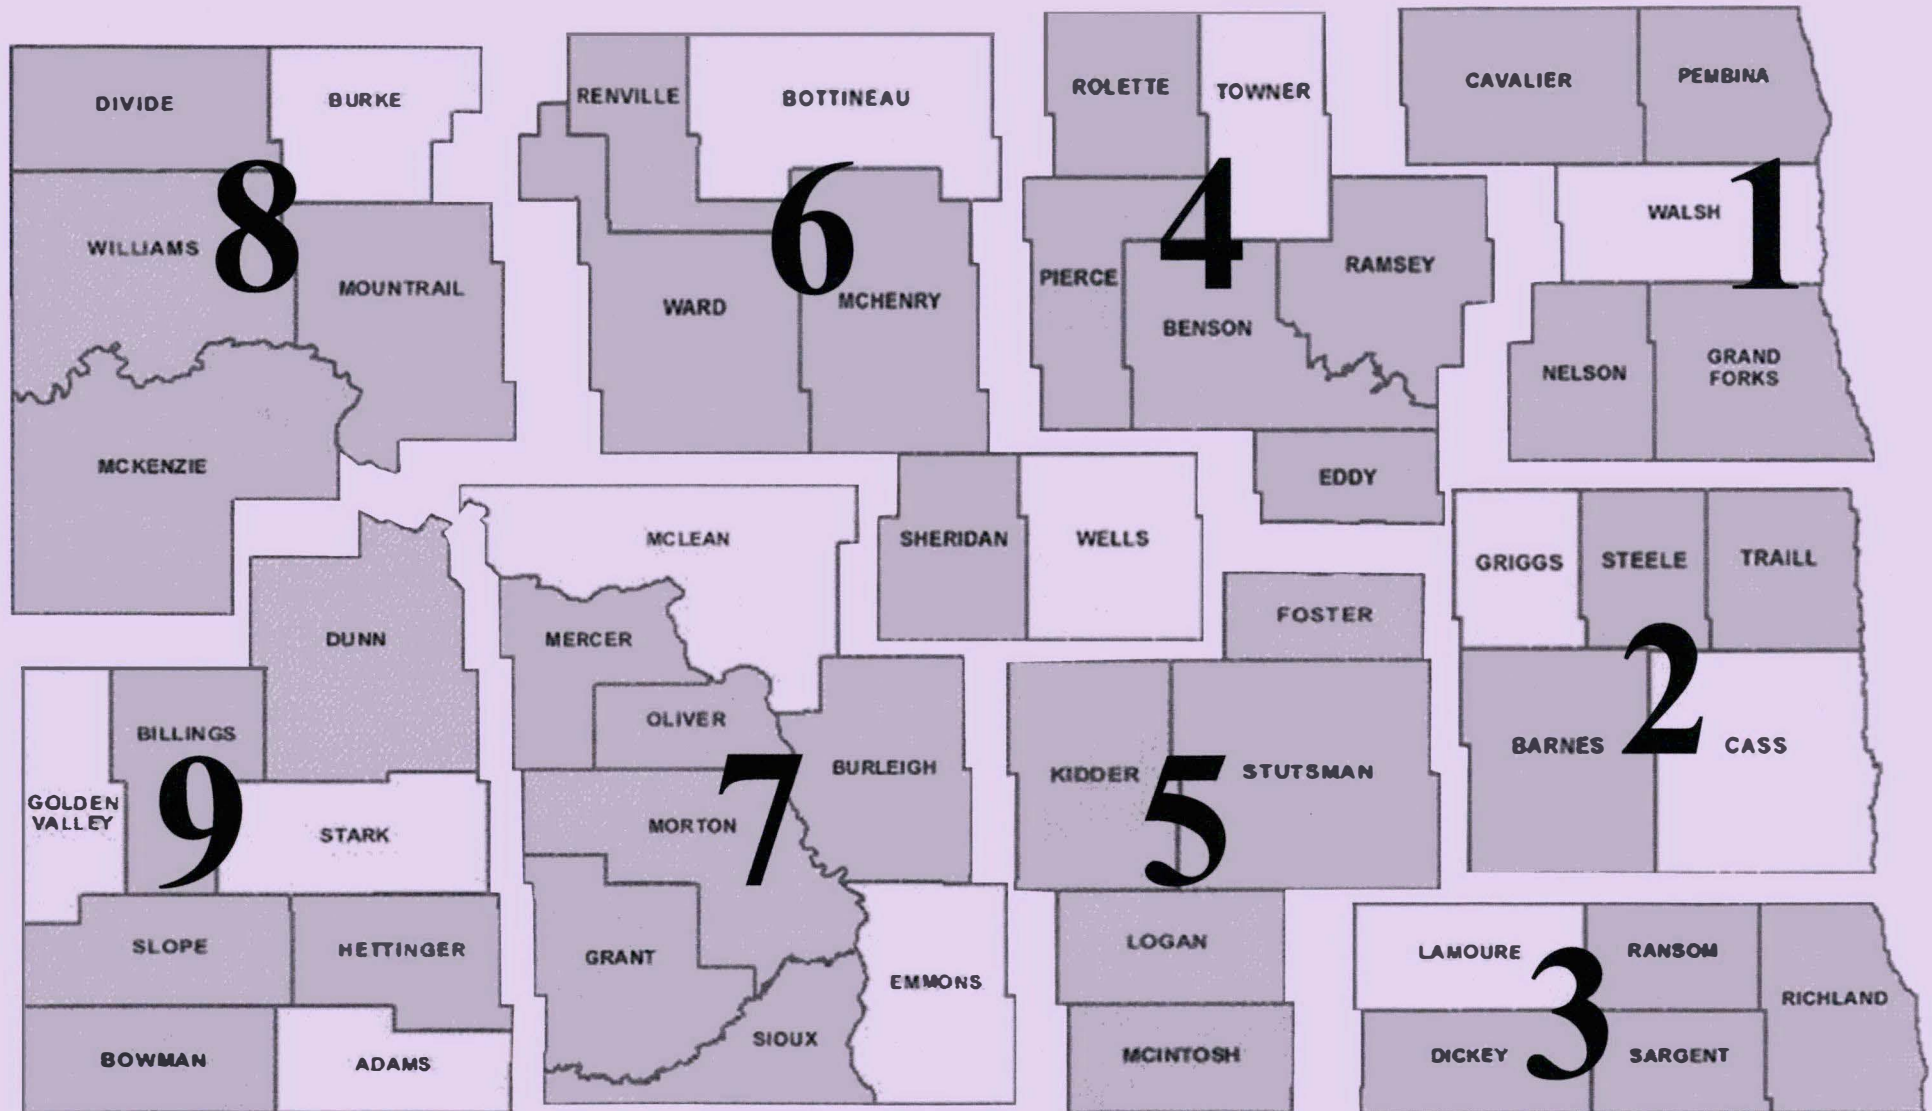 DIVIDE
BURKE
WILLIAMS
8
MOUNTRAIL
MCKENZIE
RENVILLE
BOTTINEAU
6
WARD
MCHENRY
ROLETTE
TOWNER
4
PIERCE
BENSON
RAMSEY
EDDY
CAVALIER
PEMBINA
WALSH
1
NELSON
GRAND
FORKS
DUNN
BILLINGS
GOLDEN
VALLEY
9
STARK
SLOPE
HETTINGER
BOWMAN
ADAMS
MCLEAN
MERCER
OLIVER
BURLEIGH
MORTON
7
GRANT
SIOUX
EMMONS
SHERIDAN
WELLS
FOSTER
KIDDER
5
STUTSMAN
LOGAN
MCINTOSH
GRIGGS
STEELE
TRAILL
2
BARNES
CASS
LAMOURE
RANSOM
3
RICHLAND
DICKEY
SARGENT